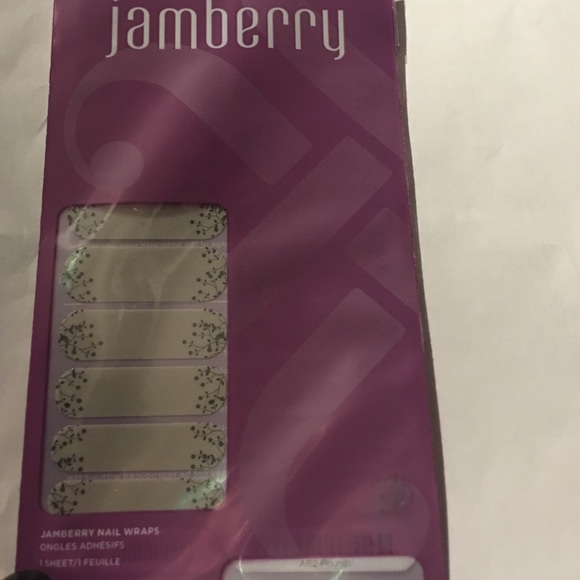 jamberry
JAMBERRY NAIL WRAPS
ONGLES ADHÉSIFS
1 SHEET/1 FEUILLE